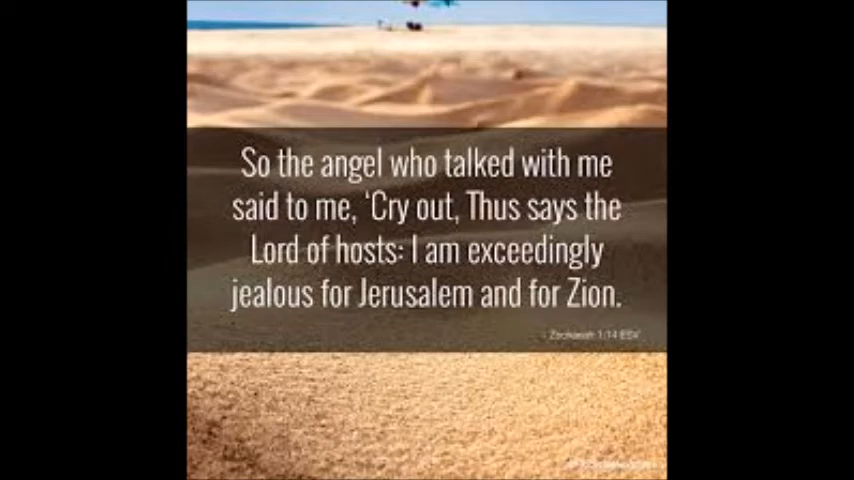 So the angel who talked with me
said to me, ‘Cry out, Thus says the
Lord of hosts: I am exceedingly
jealous for Jerusalem and for Zion.
Zechariah 1:14 ESV